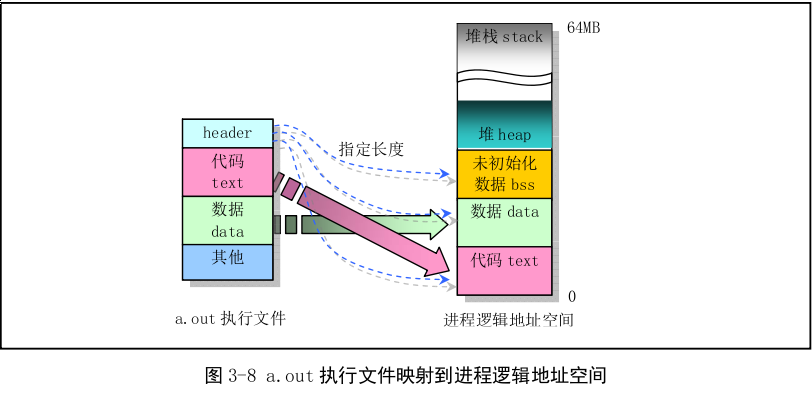 堆栈 stack
64MB
堆 heap
header
指定长度
代码
text
未初始化
数据 bss
数据
data
数据 data
其他
代码 text
0
a.out 执行文件
进程逻辑地址空间
图 3-8 a.out 执行文件映射到进程逻辑地址空间